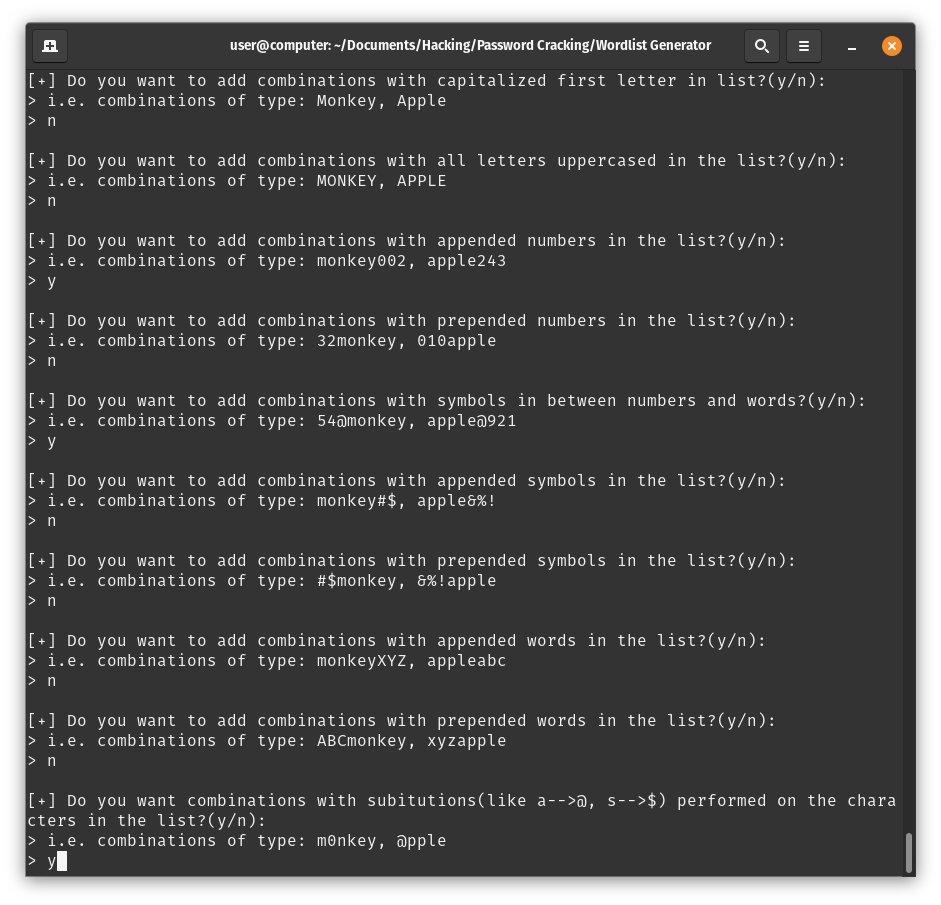 user@computer: ~/Documents/Hacking/Password Cracking/Wordlist Generator
[+] Do you want to add combinations with capitalized first letter in list?(y/n):
> i.e. combinations of type: Monkey, Apple
> n
[+] Do you want to add combinations with all letters uppercased in the list?(y/n):
> i.e. combinations of type: MONKEY, APPLE
> n
[+] Do you want to add combinations with appended numbers in the list?(y/n):
> i.e. combinations of type: monkey002, apple243
> y
[+] Do you want to add combinations with prepended numbers in the list?(y/n):
> i.e. combinations of type: 32monkey, 010apple
> n
[+] Do you want to add combinations with symbols in between numbers and words?(y/n):
> i.e. combinations of type: 54@monkey, apple@921
> y
[+] Do you want to add combinations with appended symbols in the list?(y/n):
> i.e. combinations of type: monkey#$, apple&%!
> n
[+] Do you want to add combinations with prepended symbols in the list?(y/n):
> i.e. combinations of type: #$monkey, &%!apple
> n
[+] Do you want to add combinations with appended words in the list?(y/n):
> i.e. combinations of type: monkeyXYZ, appleabc
> n
[+] Do you want to add combinations with prepended words in the list?(y/n):
> i.e. combinations of type: ABCmonkey, xyzapple
> n
[+] Do you want combinations with subitutions(like a-->@, s-->$) performed on the chara
cters in the list?(y/n):
> i.e. combinations of type: m0nkey, @pple
> y